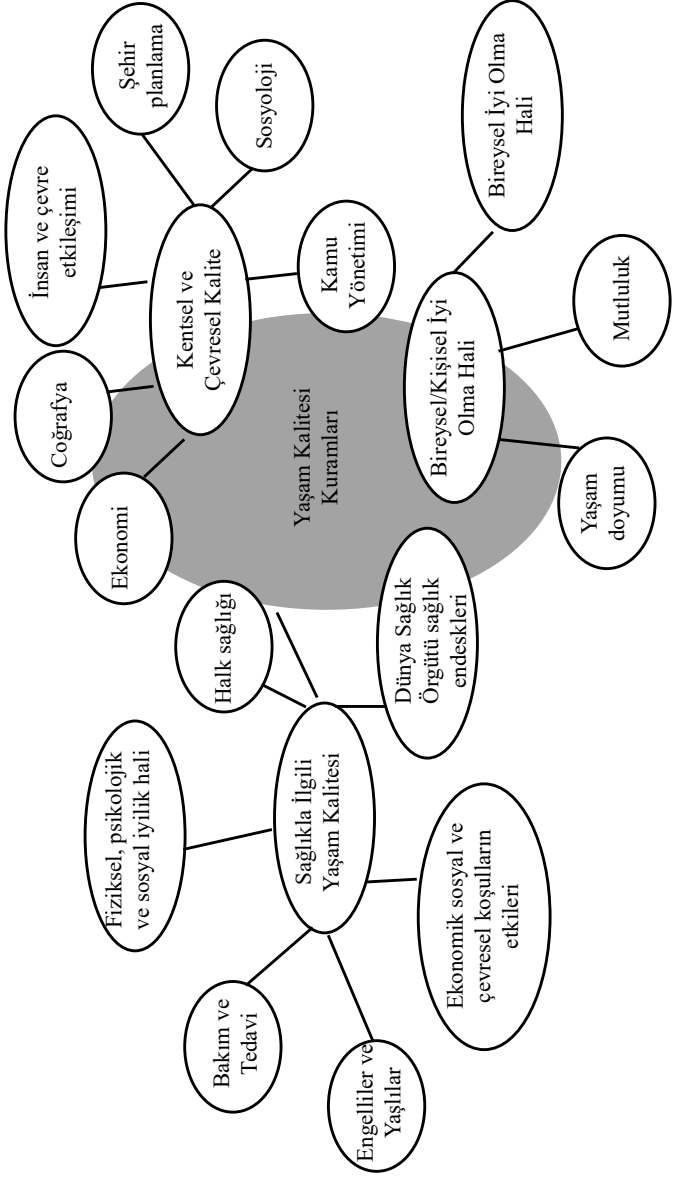 Fiziksel, psikolojik
ve sosyal iyilik hali
Bakım ve
Tedavi
Engelliler ve
Yaşlılar
Sağlıkla İlgili
Yaşam Kalitesi
Ekonomik sosyal ve
çevresel koşulların
etkileri
Halk sağlığı
Dünya Sağlık
Örgütü sağlık
endeskleri
Yaşam Kalitesi
Kuramları
Ekonomi
Coğrafya
İnsan ve çevre
etkileşimi
Şehir
planlama
Sosyoloji
Kentsel ve
Çevresel Kalite
Kamu
Yönetimi
Bireysel/Kişisel İyi
Olma Hali
Yaşam
doyumu
Mutluluk
Bireysel İyi Olma
Hali